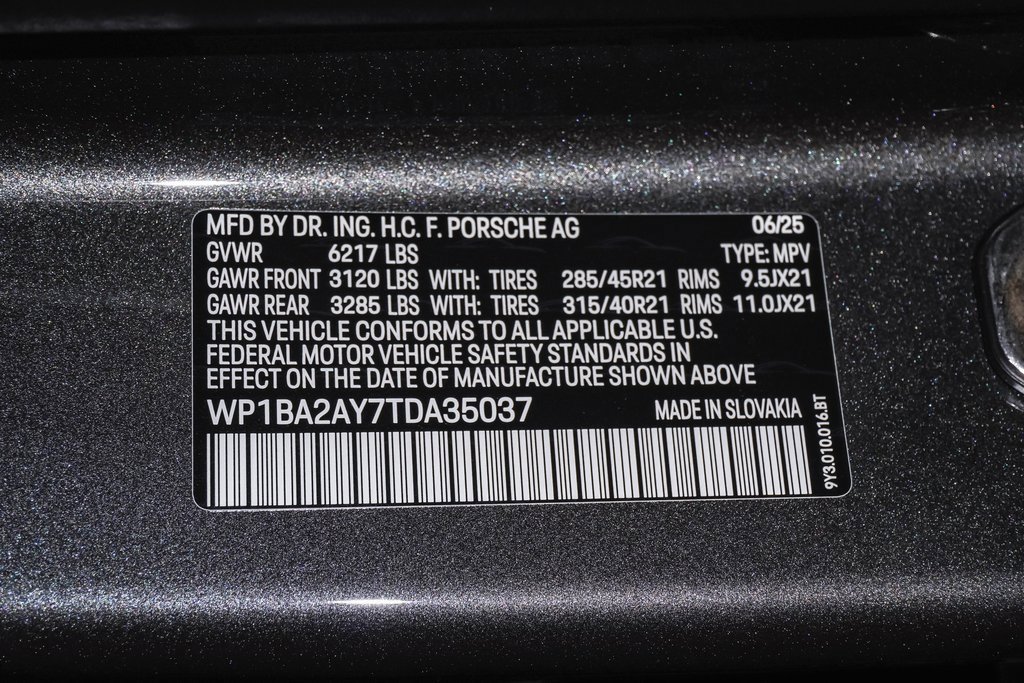 MFD BY DR. ING. H.C. F. PORSCHE AG 06/25
GVWR 6217 LBS TYPE: MPV
GAWR FRONT 3120 LBS WITH: TIRES 285/45R21 RIMS 9.5JX21
GAWR REAR 3285 LBS WITH: TIRES 315/40R21 RIMS 11.0JX21
THIS VEHICLE CONFORMS TO ALL APPLICABLE U.S.
FEDERAL MOTOR VEHICLE SAFETY STANDARDS IN
EFFECT ON THE DATE OF MANUFACTURE SHOWN ABOVE
WP1BA2AY7TDA35037 MADE IN SLOVAKIA
9Y3.010.016.BT